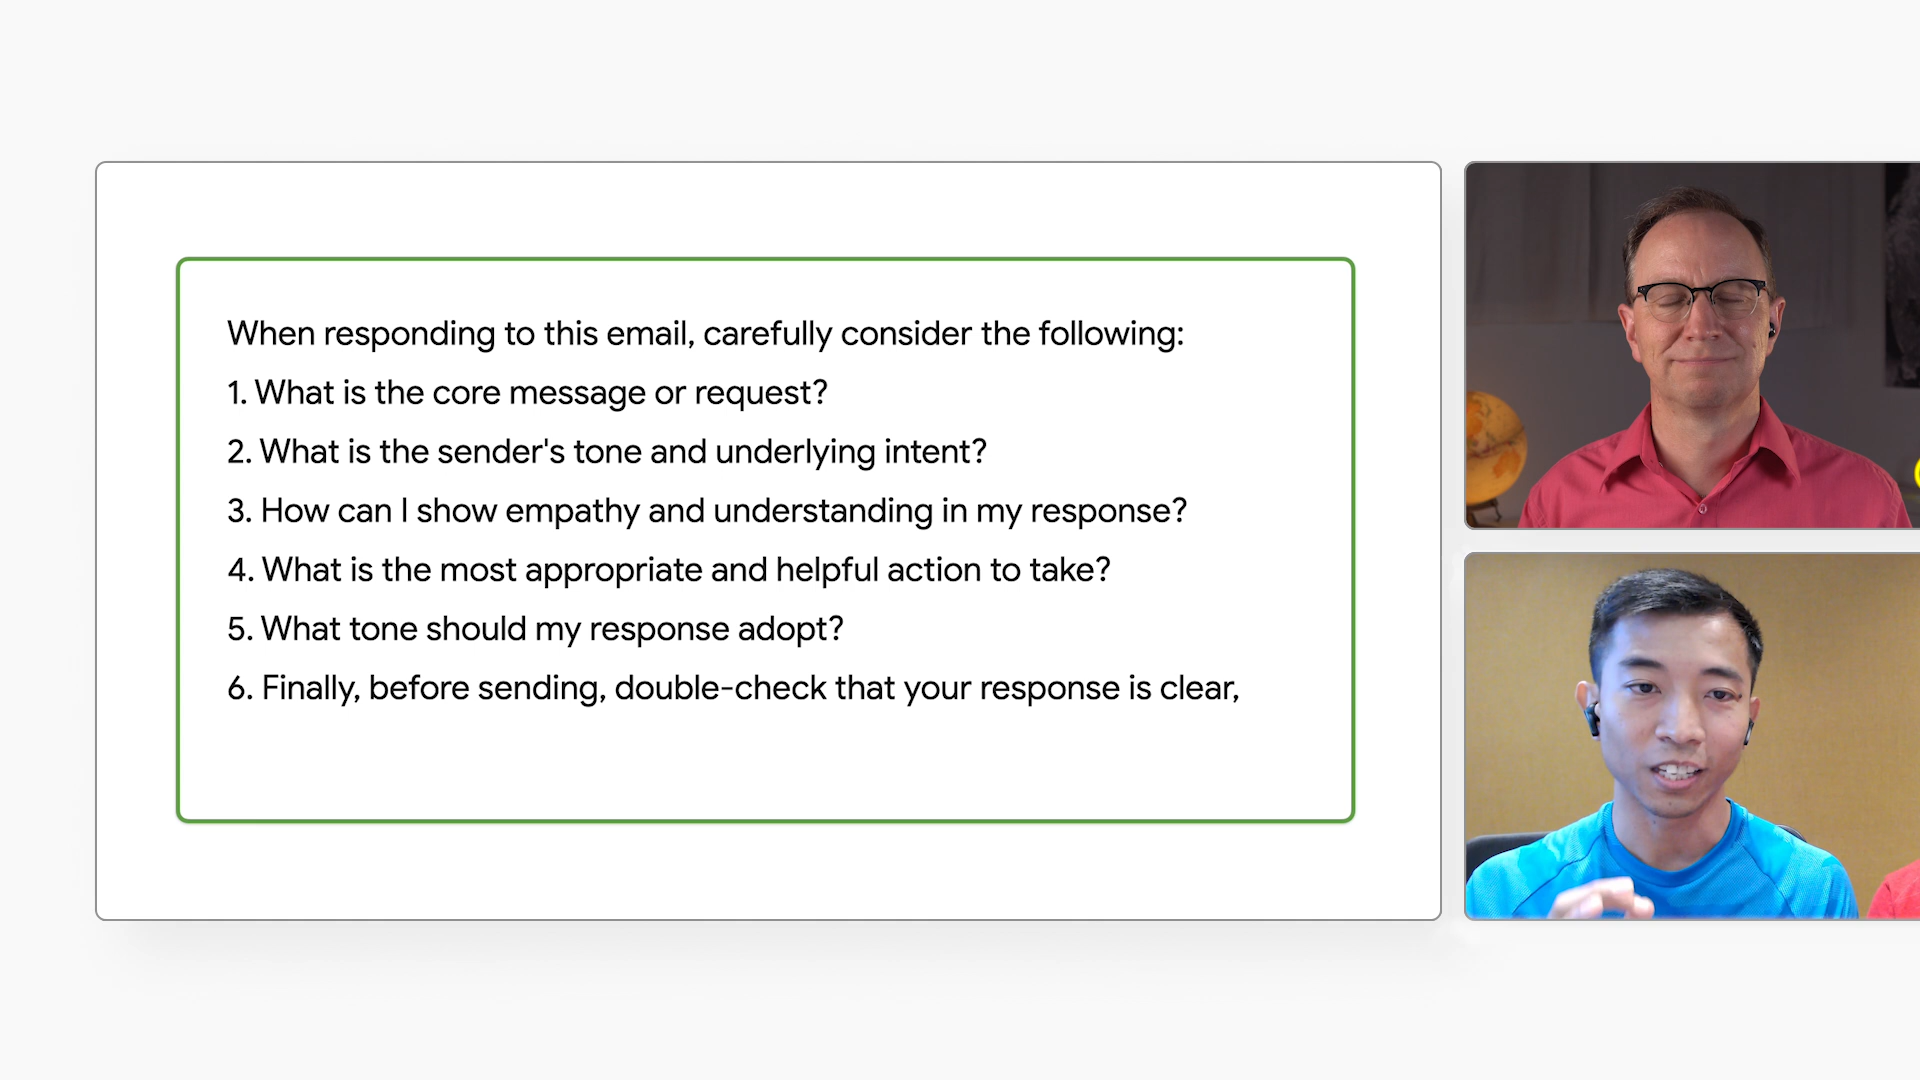 When responding to this email, carefully consider the following:
1. What is the core message or request?
2. What is the sender's tone and underlying intent?
3. How can I show empathy and understanding in my response?
4. What is the most appropriate and helpful action to take?
5. What tone should my response adopt?
6. Finally, before sending, double-check that your response is clear,